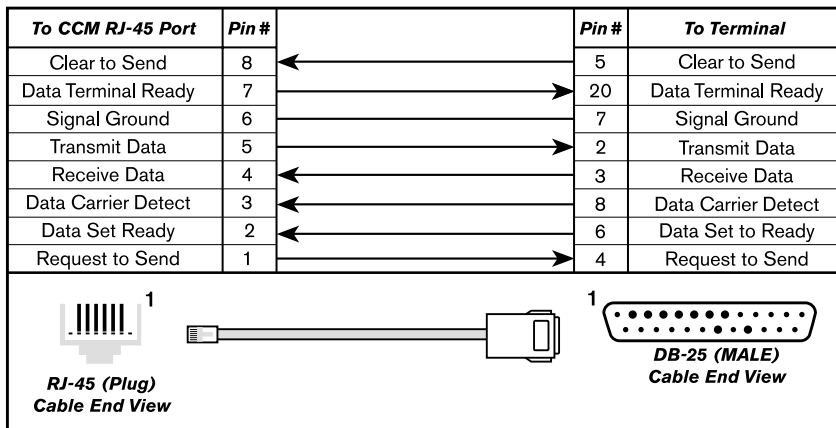 To CCM RJ-45 Port Pin # Pin # To Terminal
Clear to Send 8 5 Clear to Send
Data Terminal Ready 7 20 Data Terminal Ready
Signal Ground 6 7 Signal Ground
Transmit Data 5 2 Transmit Data
Receive Data 4 3 Receive Data
Data Carrier Detect 3 8 Data Carrier Detect
Data Set Ready 2 6 Data Set to Ready
Request to Send 1 4 Request to Send
1
RJ-45 (Plug)
Cable End View
1
DB-25 (MALE)
Cable End View